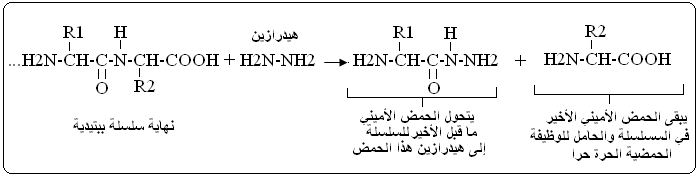 R1 H هيدرازين R1 H R2
...H2N-CH-C-N-CH-COOH + H2N-NH2 → H2N-CH-C-N-NH2 + H2N-CH-COOH
O R2 O
نهاية سلسلة ببتيدية
يتحول الحمض الأميني
ما قبل الأخير للسلسلة
إلى هيدرازين هذا الحمض
يبقى الحمض الأميني الأخير
في السسلسلة والحامل للوظيفة
الحمضية الحرة حرا